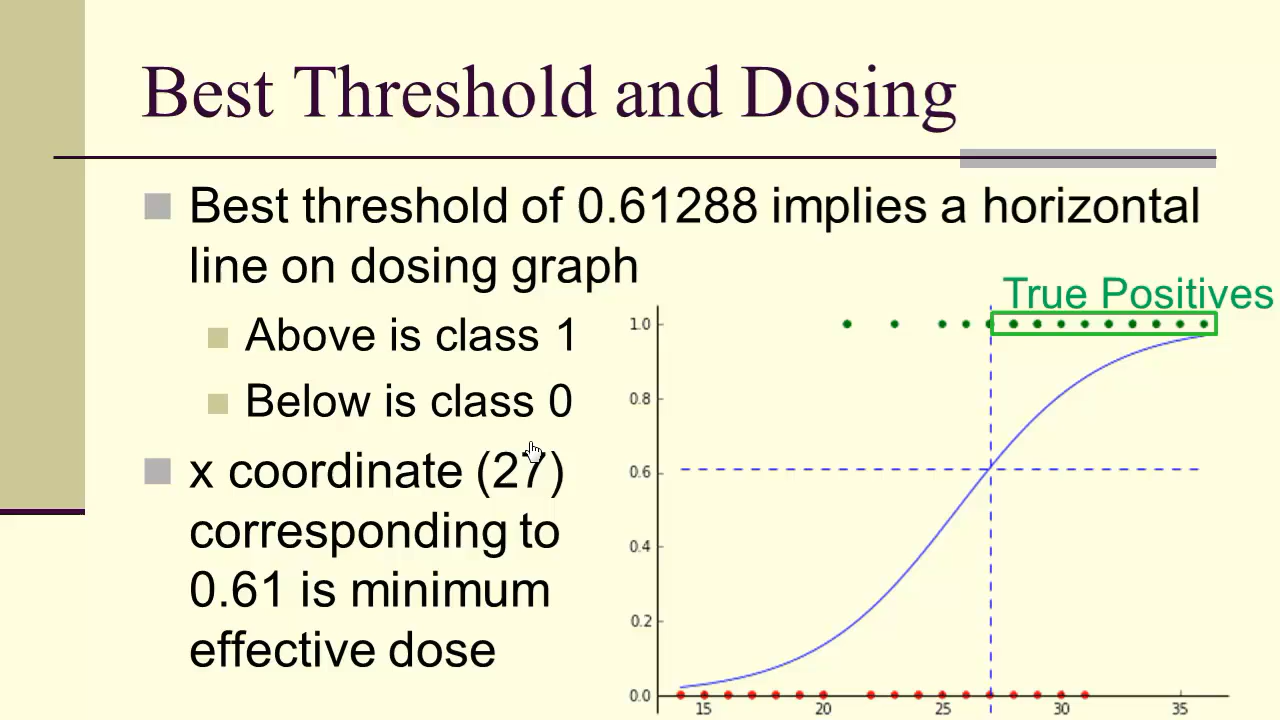 Best Threshold and Dosing
Best threshold of 0.61288 implies a horizontal
line on dosing graph
Above is class 1
Below is class 0
x coordinate (27)
corresponding to
0.61 is minimum
effective dose
True Positives
1.0
0.8
0.6
0.4
0.2
0.0
15 20 25 30 35